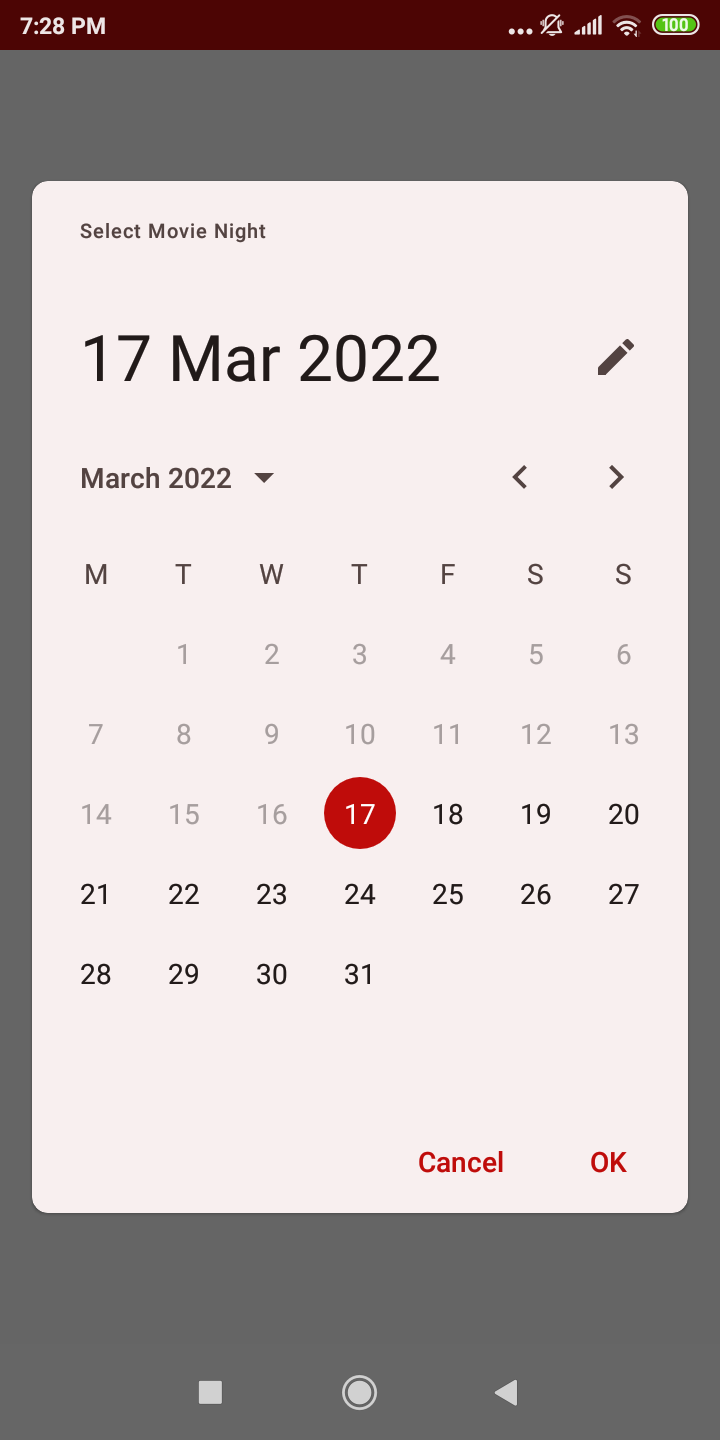 7:28 PM 100
Select Movie Night
17 Mar 2022
March 2022
M T W T F S S
1 2 3 4 5 6
7 8 9 10 11 12 13
14 15 16 17 18 19 20
21 22 23 24 25 26 27
28 29 30 31
Cancel OK